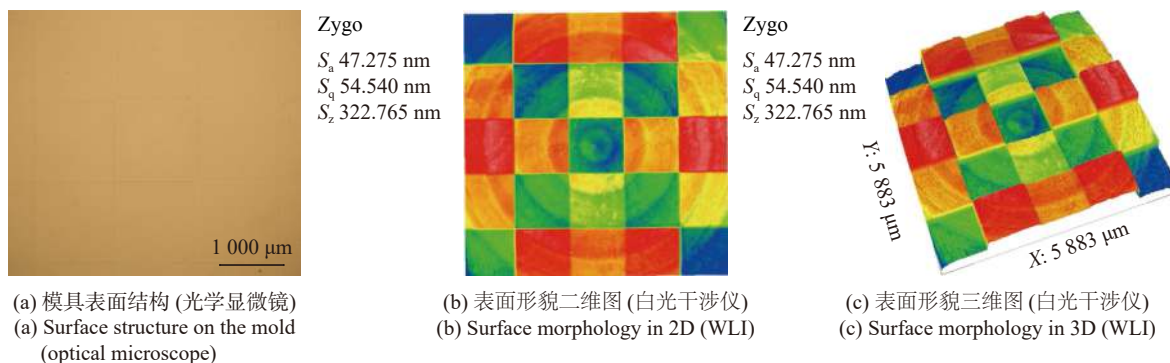 1 000 μm
(a) 模具表面结构 (光学显微镜)
(a) Surface structure on the mold
(optical microscope)
Zygo
Sa 47.275 nm
Sq 54.540 nm
Sz 322.765 nm
(b) 表面形貌二维图 (白光干涉仪)
(b) Surface morphology in 2D (WLI)
Zygo
Sa 47.275 nm
Sq 54.540 nm
Sz 322.765 nm
Y: 5 883 μm
X: 5 883 μm
(c) 表面形貌三维图 (白光干涉仪)
(c) Surface morphology in 3D (WLI)